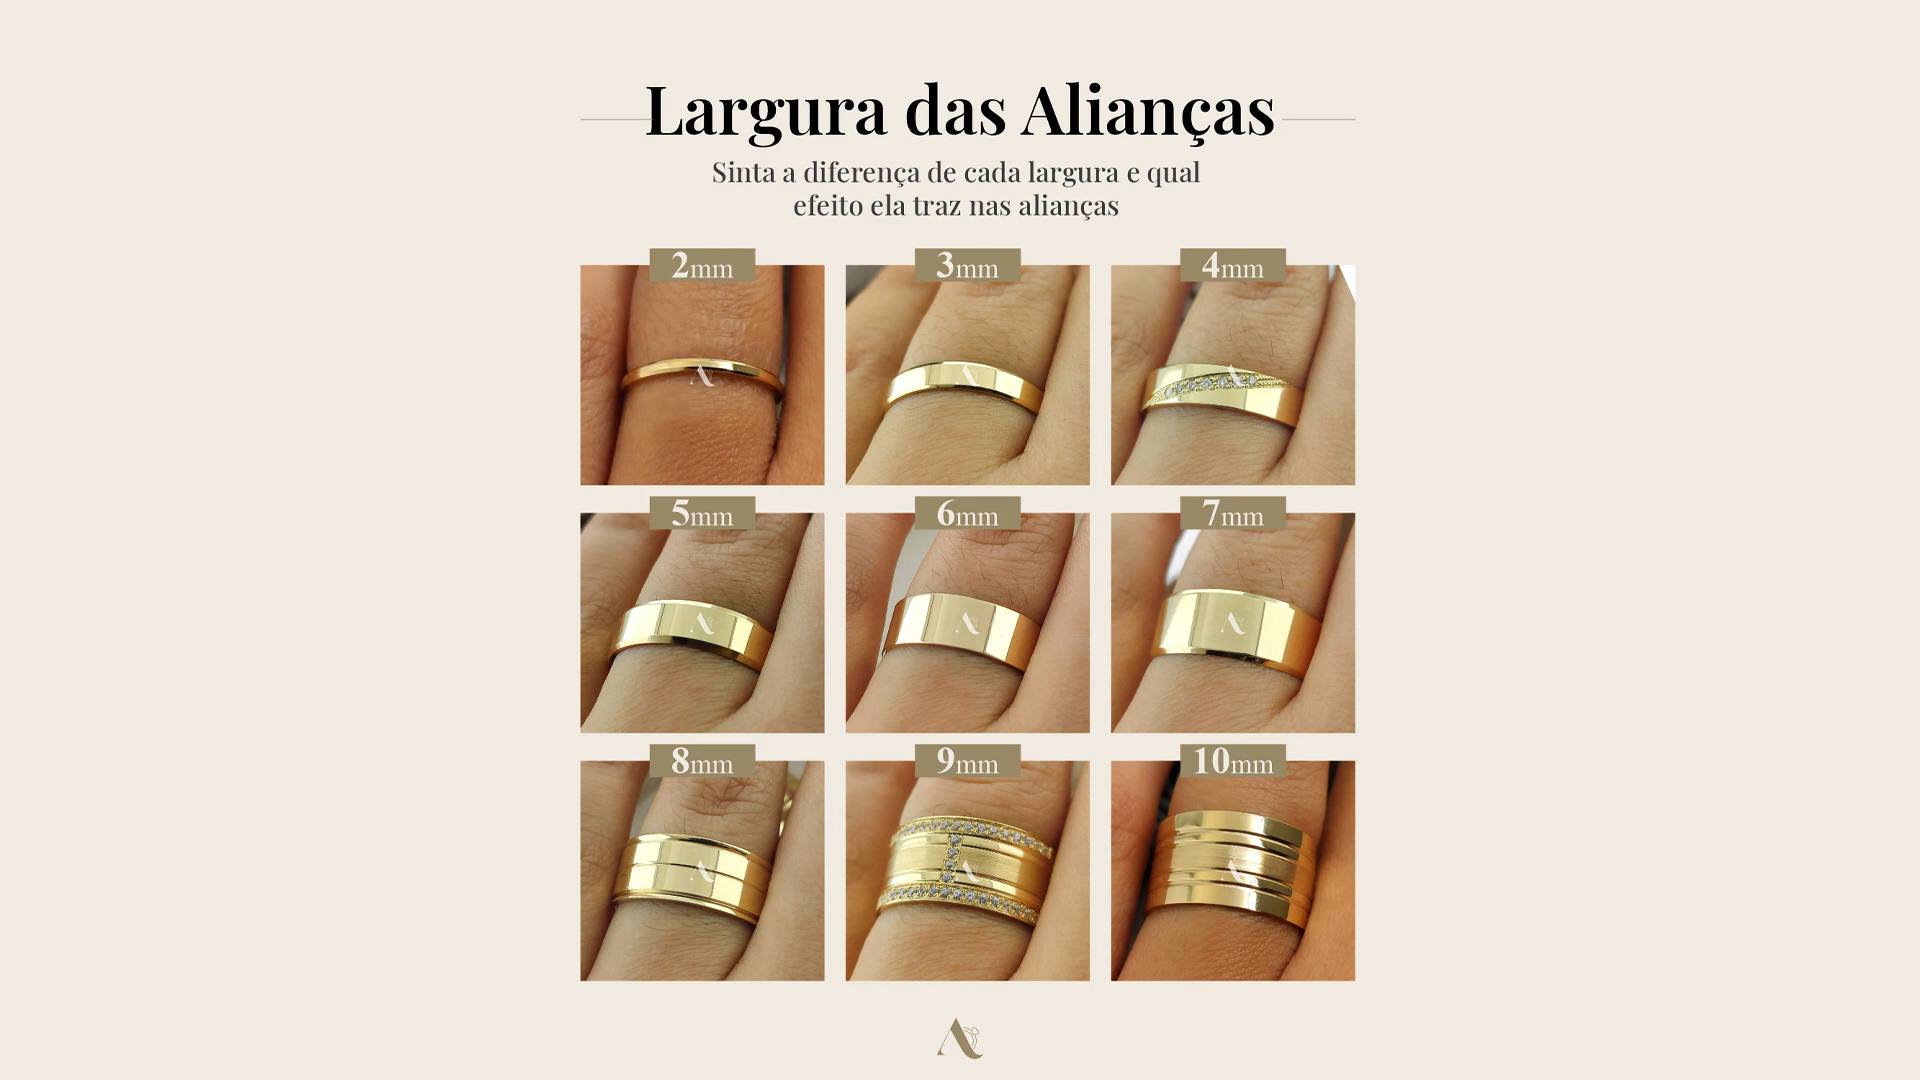 Largura das Alianças
Sinta a diferença de cada largura e qual
efeito ela traz nas alianças
2mm
3mm
4mm
5mm
6mm
7mm
8mm
9mm
10mm